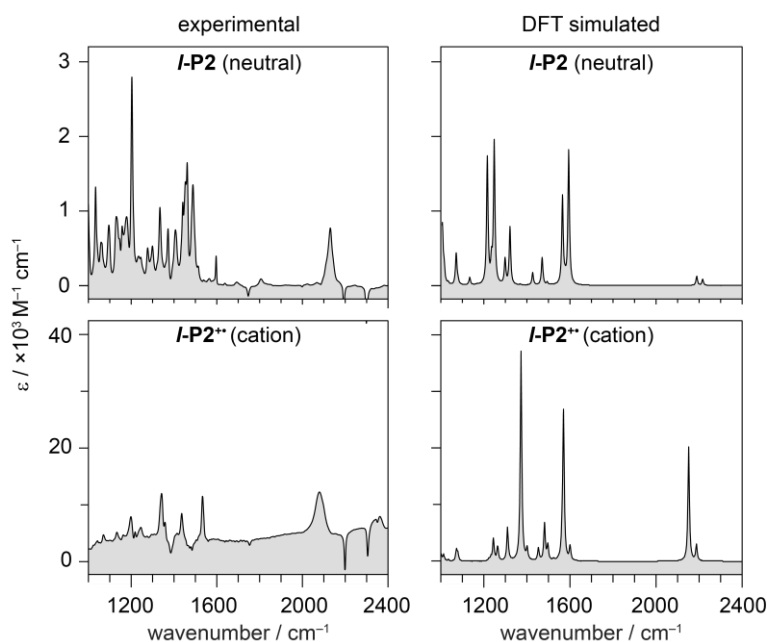 experimental
DFT simulated
l-P2 (neutral)
l-P2 (neutral)
3
2
1
0
ε / ×10³ M⁻¹ cm⁻¹
l-P2⁺• (cation)
l-P2⁺• (cation)
40
20
0
1200 1600 2000 2400
1200 1600 2000 2400
wavenumber / cm⁻¹
wavenumber / cm⁻¹